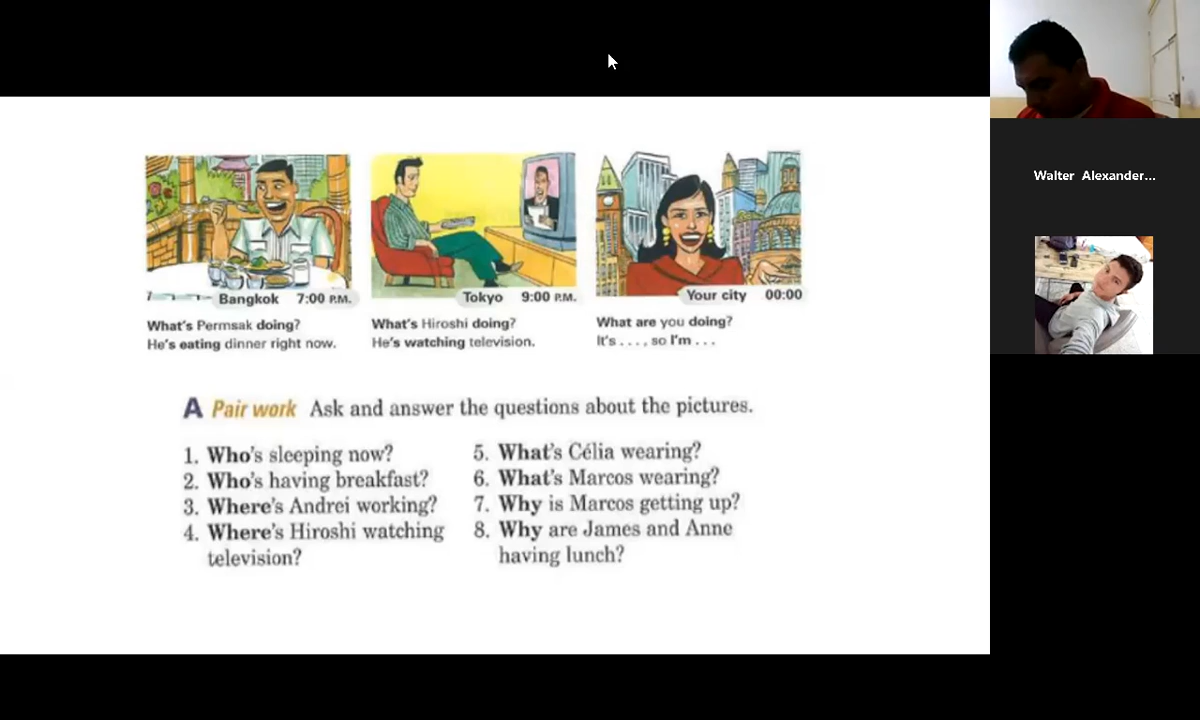 Walter Alexander...
Bangkok 7:00 P.M.
What's Permsak doing?
He's eating dinner right now.
Tokyo 9:00 P.M.
What's Hiroshi doing?
He's watching television.
Your city 00:00
What are you doing?
It's . . . . , so I'm . . .
A Pair work Ask and answer the questions about the pictures.
1. Who's sleeping now?
2. Who's having breakfast?
3. Where's Andrei working?
4. Where's Hiroshi watching
television?
5. What's Célia wearing?
6. What's Marcos wearing?
7. Why is Marcos getting up?
8. Why are James and Anne
having lunch?